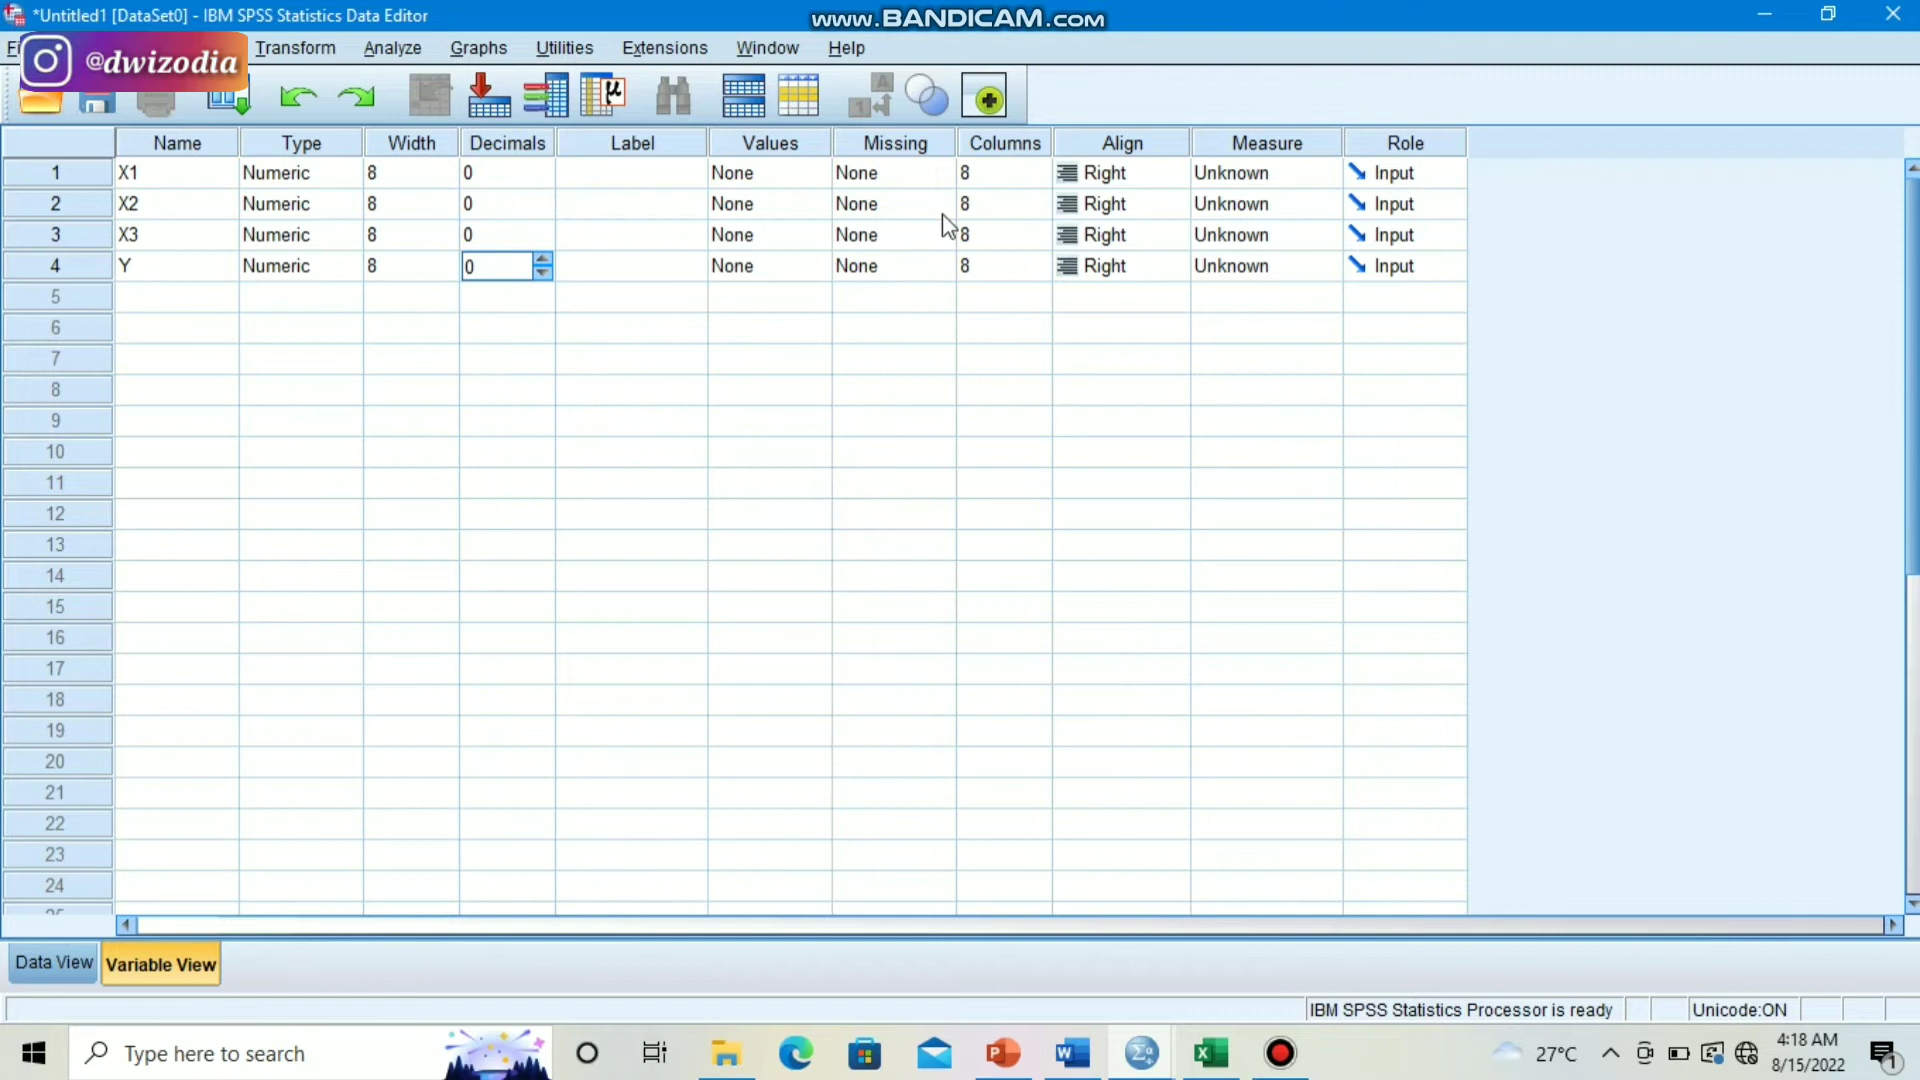 *Untitled1 [DataSet0] - IBM SPSS Statistics Data Editor
www.BANDICAM.com
@dwizodia
Transform Analyze Graphs Utilities Extensions Window Help
Name Type Width Decimals Label Values Missing Columns Align Measure Role
1 X1 Numeric 8 0 None None 8 Right Unknown Input
2 X2 Numeric 8 0 None None 8 Right Unknown Input
3 X3 Numeric 8 0 None None 8 Right Unknown Input
4 Y Numeric 8 0 None None 8 Right Unknown Input
5
6
7
8
9
10
11
12
13
14
15
16
17
18
19
20
21
22
23
24
Data View Variable View
IBM SPSS Statistics Processor is ready Unicode:ON
Type here to search
27°C
4:18 AM
8/15/2022
1